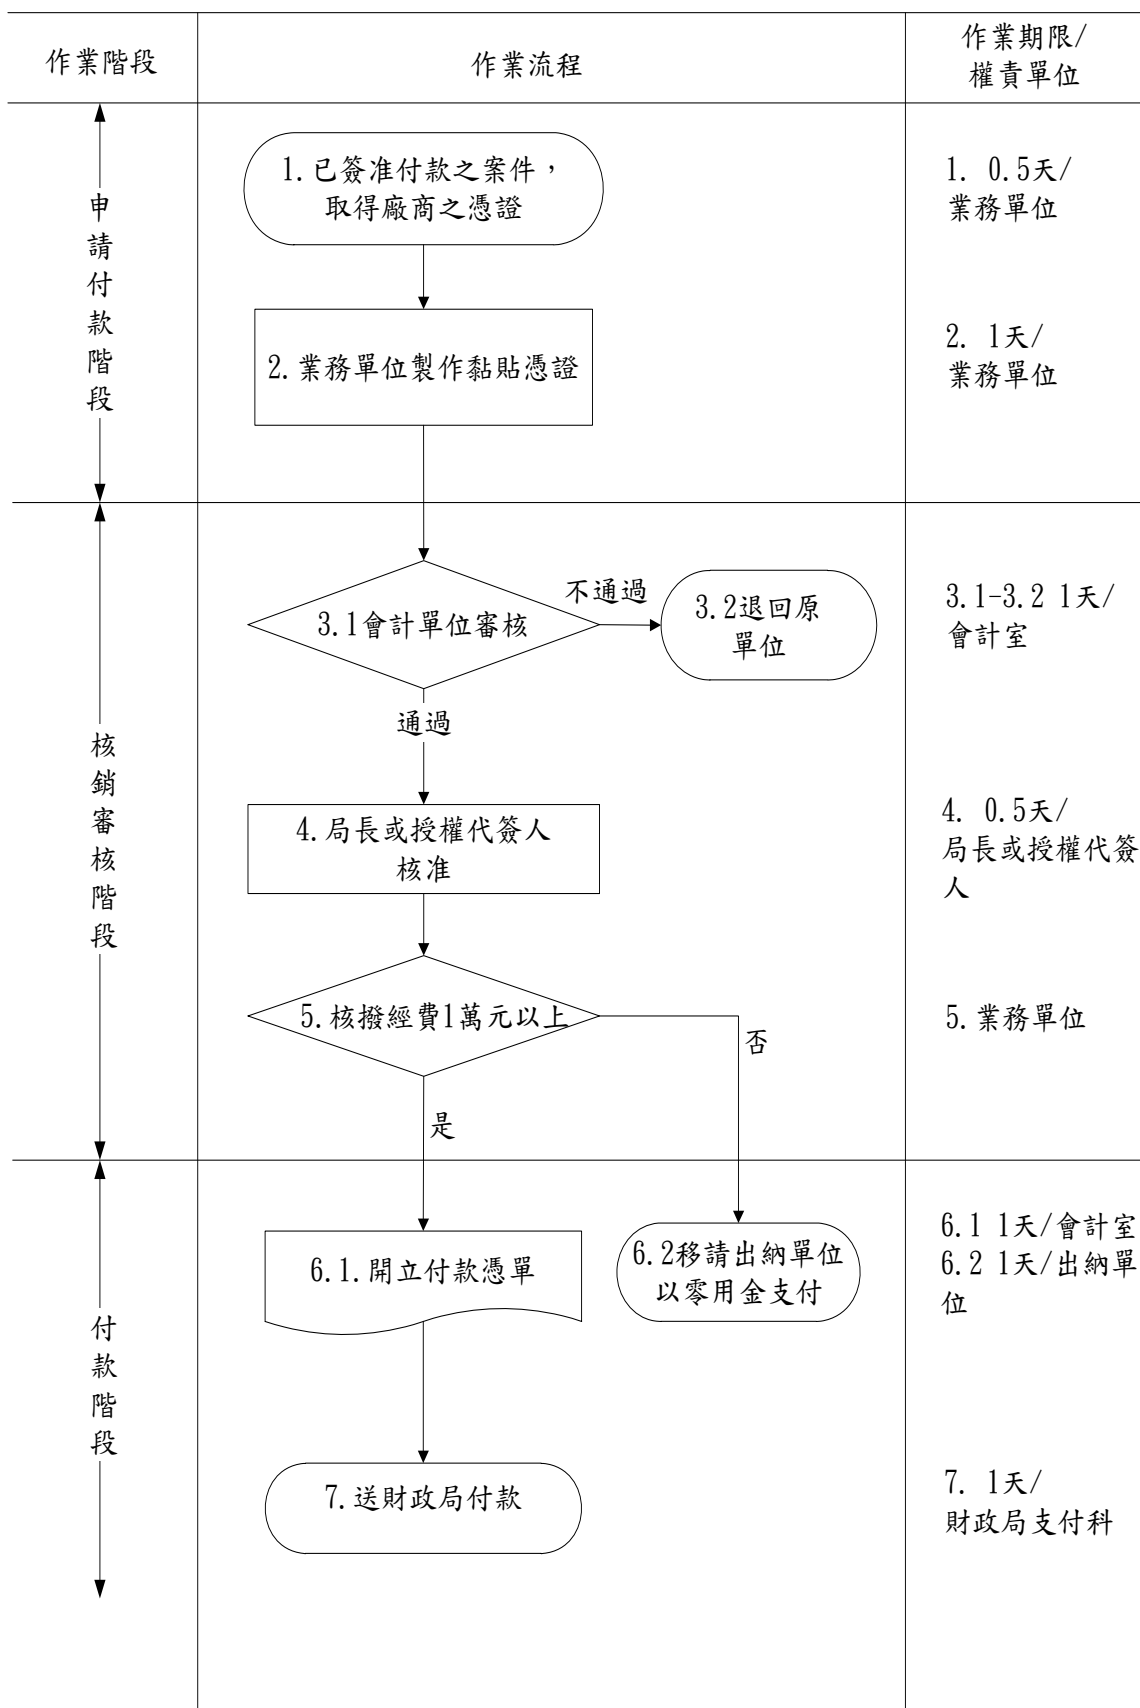 作業階段
作業流程
作業期限/
權責單位
申請付款階段
1.已簽准付款之案件，
取得廠商之憑證
1. 0.5天/
業務單位
2.業務單位製作黏貼憑證
2. 1天/
業務單位
核銷審核階段
3.1會計單位審核
不通過
3.2退回原
單位
3.1-3.2 1天/
會計室
通過
4.局長或授權代簽人
核准
4. 0.5天/
局長或授權代簽
人
5.核撥經費1萬元以上
否
是
5.業務單位
付款階段
6.1.開立付款憑單
6.2移請出納單位
以零用金支付
6.1 1天/會計室
6.2 1天/出納單
位
7.送財政局付款
7. 1天/
財政局支付科